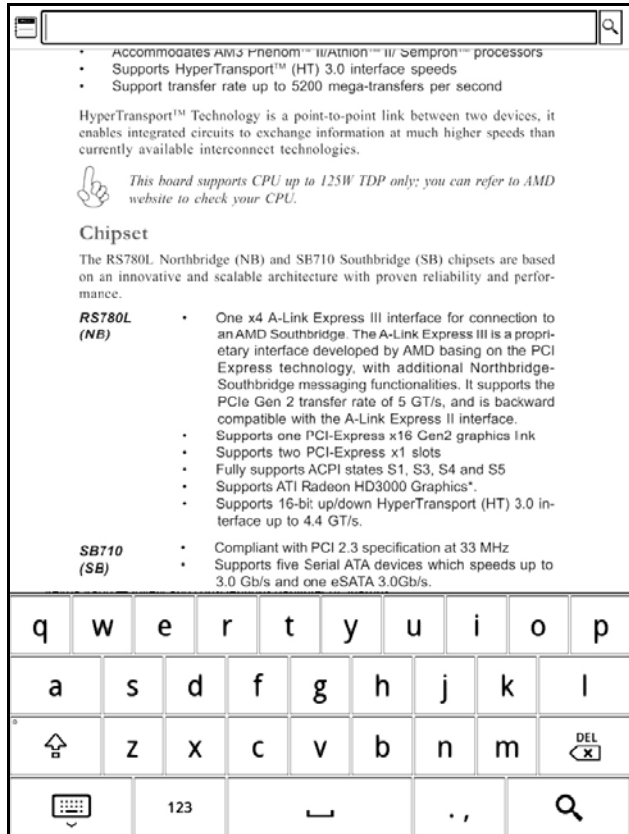 • Accommodates AM3 Phenom™ II/Athlon™ II/ Sempron™ processors
• Supports HyperTransport™ (HT) 3.0 interface speeds
• Support transfer rate up to 5200 mega-transfers per second
HyperTransport™ Technology is a point-to-point link between two devices, it
enables integrated circuits to exchange information at much higher speeds than
currently available interconnect technologies.
This board supports CPU up to 125W TDP only; you can refer to AMD
website to check your CPU.
Chipset
The RS780L Northbridge (NB) and SB710 Southbridge (SB) chipsets are based
on an innovative and scalable architecture with proven reliability and perfor-
mance.
RS780L • One x4 A-Link Express III interface for connection to
(NB) an AMD Southbridge. The A-Link Express III is a propri-
etary interface developed by AMD basing on the PCI
Express technology, with additional Northbridge-
Southbridge messaging functionalities. It supports the
PCIe Gen 2 transfer rate of 5 GT/s, and is backward
compatible with the A-Link Express II interface.
• Supports one PCI-Express x16 Gen2 graphics link
• Supports two PCI-Express x1 slots
• Fully supports ACPI states S1, S3, S4 and S5
• Supports ATI Radeon HD3000 Graphics*.
• Supports 16-bit up/down HyperTransport (HT) 3.0 in-
terface up to 4.4 GT/s.
SB710 • Compliant with PCI 2.3 specification at 33 MHz
(SB) • Supports five Serial ATA devices which speeds up to
3.0 Gb/s and one eSATA 3.0Gb/s.
q w e r t y u i o p
a s d f g h j k l
z x c v b n m DEL
123 . ,